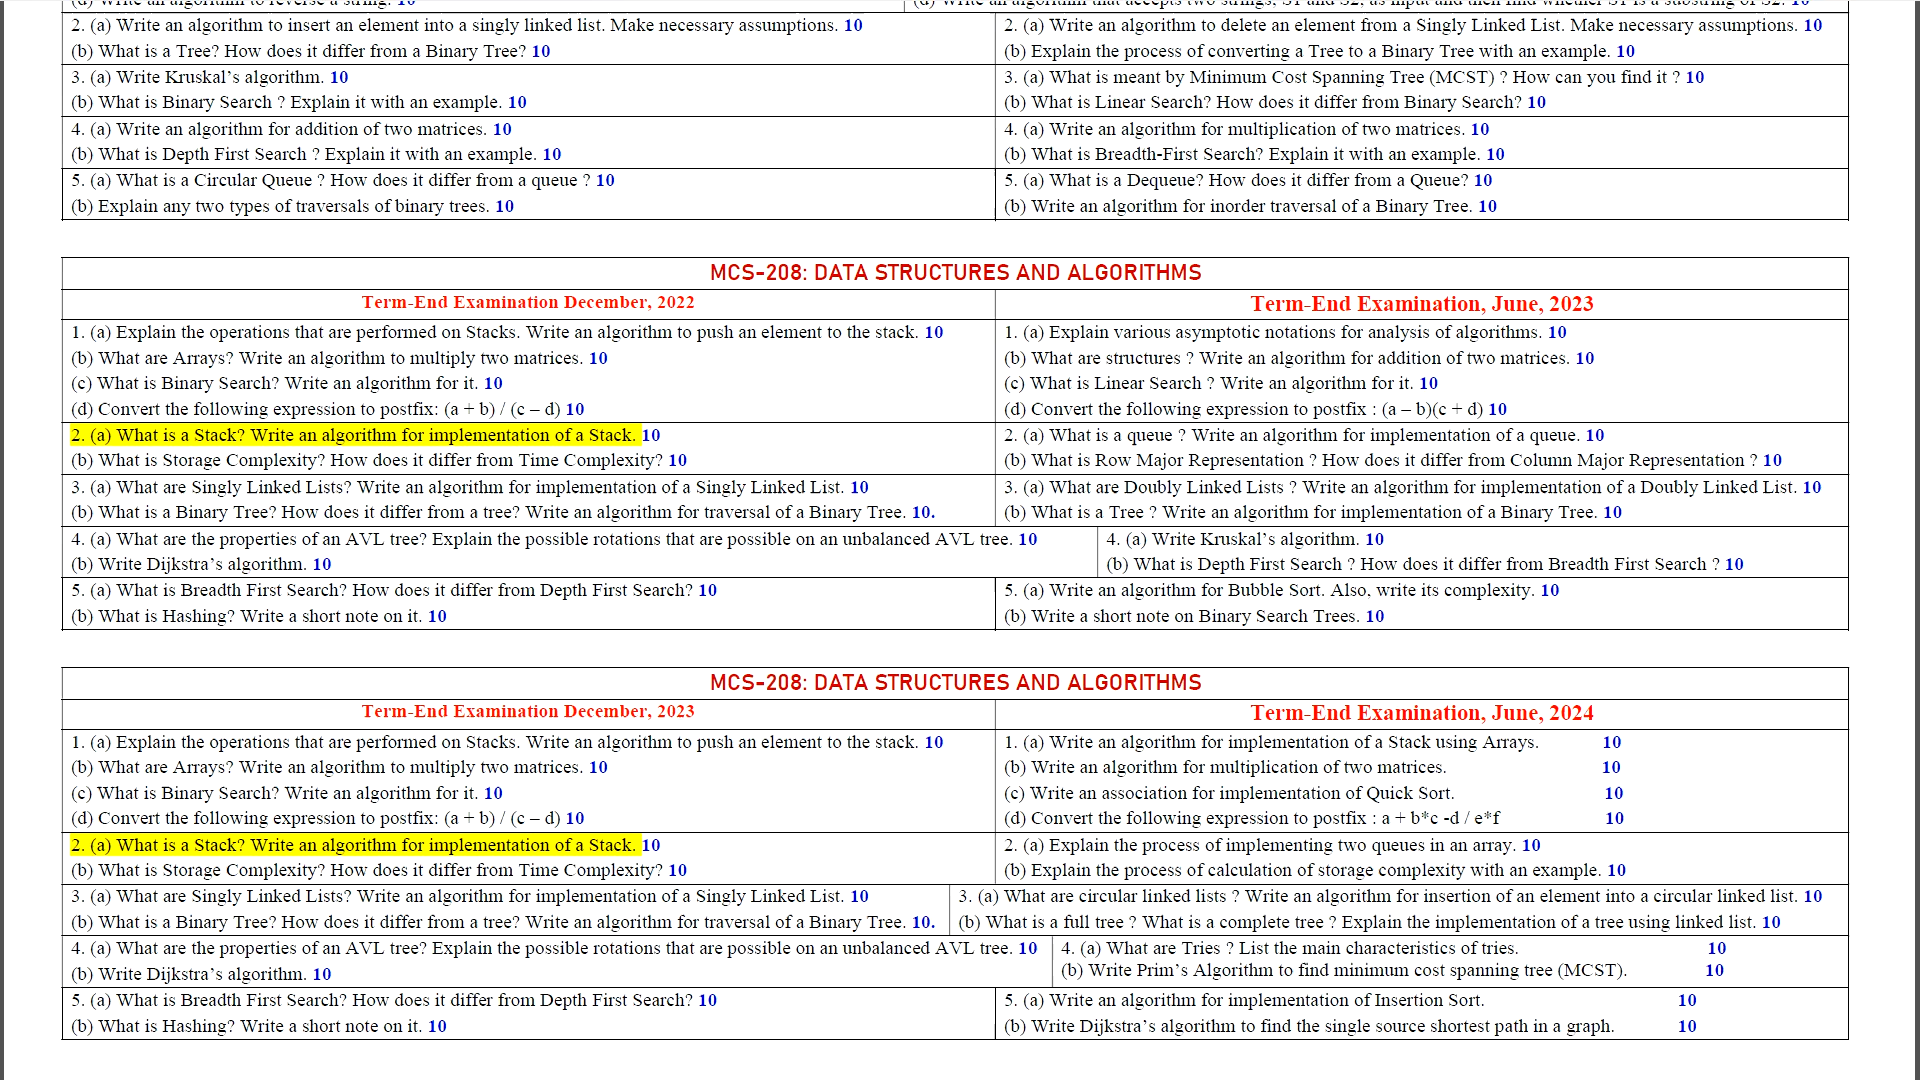 (d) Write an algorithm to reverse a string. 10
(d) Write an algorithm that accepts two strings, S1 and S2, as input and then find whether S1 is a substring of S2. 10
2. (a) Write an algorithm to insert an element into a singly linked list. Make necessary assumptions. 10
(b) What is a Tree? How does it differ from a Binary Tree? 10
2. (a) Write an algorithm to delete an element from a Singly Linked List. Make necessary assumptions. 10
(b) Explain the process of converting a Tree to a Binary Tree with an example. 10
3. (a) Write Kruskal's algorithm. 10
(b) What is Binary Search ? Explain it with an example. 10
3. (a) What is meant by Minimum Cost Spanning Tree (MCST) ? How can you find it ? 10
(b) What is Linear Search? How does it differ from Binary Search? 10
4. (a) Write an algorithm for addition of two matrices. 10
(b) What is Depth First Search ? Explain it with an example. 10
4. (a) Write an algorithm for multiplication of two matrices. 10
(b) What is Breadth-First Search? Explain it with an example. 10
5. (a) What is a Circular Queue ? How does it differ from a queue ? 10
(b) Explain any two types of traversals of binary trees. 10
5. (a) What is a Dequeue? How does it differ from a Queue? 10
(b) Write an algorithm for inorder traversal of a Binary Tree. 10
MCS-208: DATA STRUCTURES AND ALGORITHMS
Term-End Examination December, 2022
Term-End Examination, June, 2023
1. (a) Explain the operations that are performed on Stacks. Write an algorithm to push an element to the stack. 10
(b) What are Arrays? Write an algorithm to multiply two matrices. 10
(c) What is Binary Search? Write an algorithm for it. 10
(d) Convert the following expression to postfix: (a + b) / (c – d) 10
1. (a) Explain various asymptotic notations for analysis of algorithms. 10
(b) What are structures ? Write an algorithm for addition of two matrices. 10
(c) What is Linear Search ? Write an algorithm for it. 10
(d) Convert the following expression to postfix : (a – b)(c + d) 10
2. (a) What is a Stack? Write an algorithm for implementation of a Stack. 10
(b) What is Storage Complexity? How does it differ from Time Complexity? 10
2. (a) What is a queue ? Write an algorithm for implementation of a queue. 10
(b) What is Row Major Representation ? How does it differ from Column Major Representation ? 10
3. (a) What are Singly Linked Lists? Write an algorithm for implementation of a Singly Linked List. 10
(b) What is a Binary Tree? How does it differ from a tree? Write an algorithm for traversal of a Binary Tree. 10.
3. (a) What are Doubly Linked Lists ? Write an algorithm for implementation of a Doubly Linked List. 10
(b) What is a Tree ? Write an algorithm for implementation of a Binary Tree. 10
4. (a) What are the properties of an AVL tree? Explain the possible rotations that are possible on an unbalanced AVL tree. 10
(b) Write Dijkstra's algorithm. 10
4. (a) Write Kruskal's algorithm. 10
(b) What is Depth First Search ? How does it differ from Breadth First Search ? 10
5. (a) What is Breadth First Search? How does it differ from Depth First Search? 10
(b) What is Hashing? Write a short note on it. 10
5. (a) Write an algorithm for Bubble Sort. Also, write its complexity. 10
(b) Write a short note on Binary Search Trees. 10
MCS-208: DATA STRUCTURES AND ALGORITHMS
Term-End Examination December, 2023
Term-End Examination, June, 2024
1. (a) Explain the operations that are performed on Stacks. Write an algorithm to push an element to the stack. 10
(b) What are Arrays? Write an algorithm to multiply two matrices. 10
(c) What is Binary Search? Write an algorithm for it. 10
(d) Convert the following expression to postfix: (a + b) / (c – d) 10
1. (a) Write an algorithm for implementation of a Stack using Arrays. 10
(b) Write an algorithm for multiplication of two matrices. 10
(c) Write an association for implementation of Quick Sort. 10
(d) Convert the following expression to postfix : a + b*c -d / e*f 10
2. (a) What is a Stack? Write an algorithm for implementation of a Stack. 10
(b) What is Storage Complexity? How does it differ from Time Complexity? 10
2. (a) Explain the process of implementing two queues in an array. 10
(b) Explain the process of calculation of storage complexity with an example. 10
3. (a) What are Singly Linked Lists? Write an algorithm for implementation of a Singly Linked List. 10
(b) What is a Binary Tree? How does it differ from a tree? Write an algorithm for traversal of a Binary Tree. 10.
3. (a) What are circular linked lists ? Write an algorithm for insertion of an element into a circular linked list. 10
(b) What is a full tree ? What is a complete tree ? Explain the implementation of a tree using linked list. 10
4. (a) What are the properties of an AVL tree? Explain the possible rotations that are possible on an unbalanced AVL tree. 10
(b) Write Dijkstra's algorithm. 10
4. (a) What are Tries ? List the main characteristics of tries. 10
(b) Write Prim's Algorithm to find minimum cost spanning tree (MCST). 10
5. (a) What is Breadth First Search? How does it differ from Depth First Search? 10
(b) What is Hashing? Write a short note on it. 10
5. (a) Write an algorithm for implementation of Insertion Sort. 10
(b) Write Dijkstra's algorithm to find the single source shortest path in a graph. 10